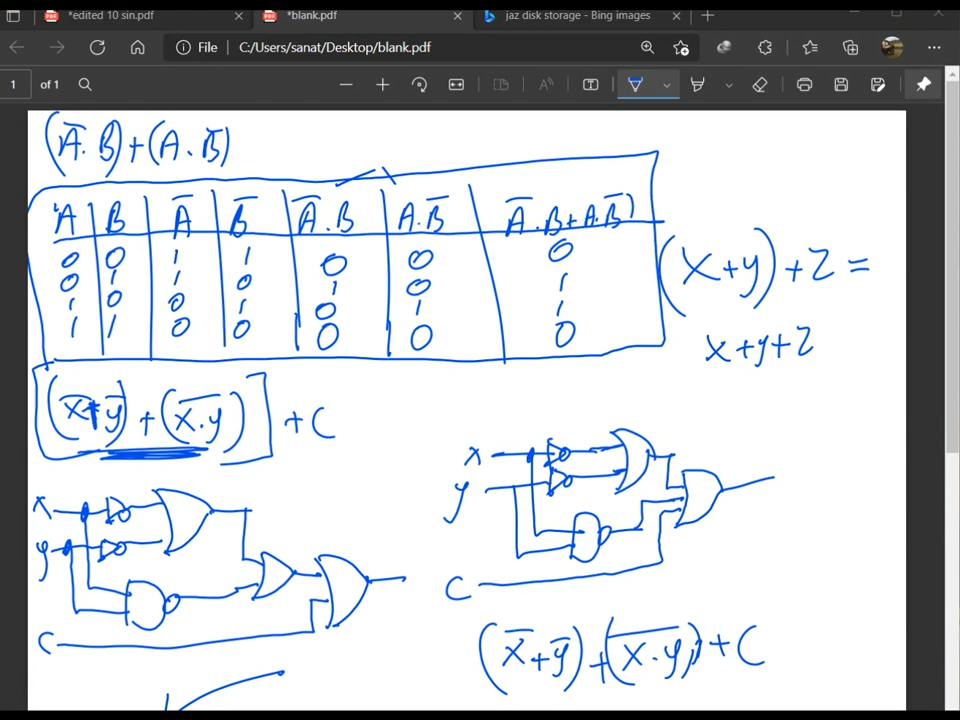 *edited 10 sin.pdf
*blank.pdf
jaz disk storage - Bing images
File
C:/Users/sanat/Desktop/blank.pdf
1
of 1
(A̅.B)+(A.B̅)
A B A̅ B̅ A̅.B A.B̅ A̅.B+A.B̅)
0 0 1 1 0 0 0
0 1 1 0 1 0 1
1 0 0 1 0 1 1
1 1 0 0 0 0 0
(x+y)+z=
x+y+z
[(x̅+y̅)+(x̅.̅y̅)]+C
x
y
C
x
y
C
(x̅+y̅)+(x̅.̅y̅)+C